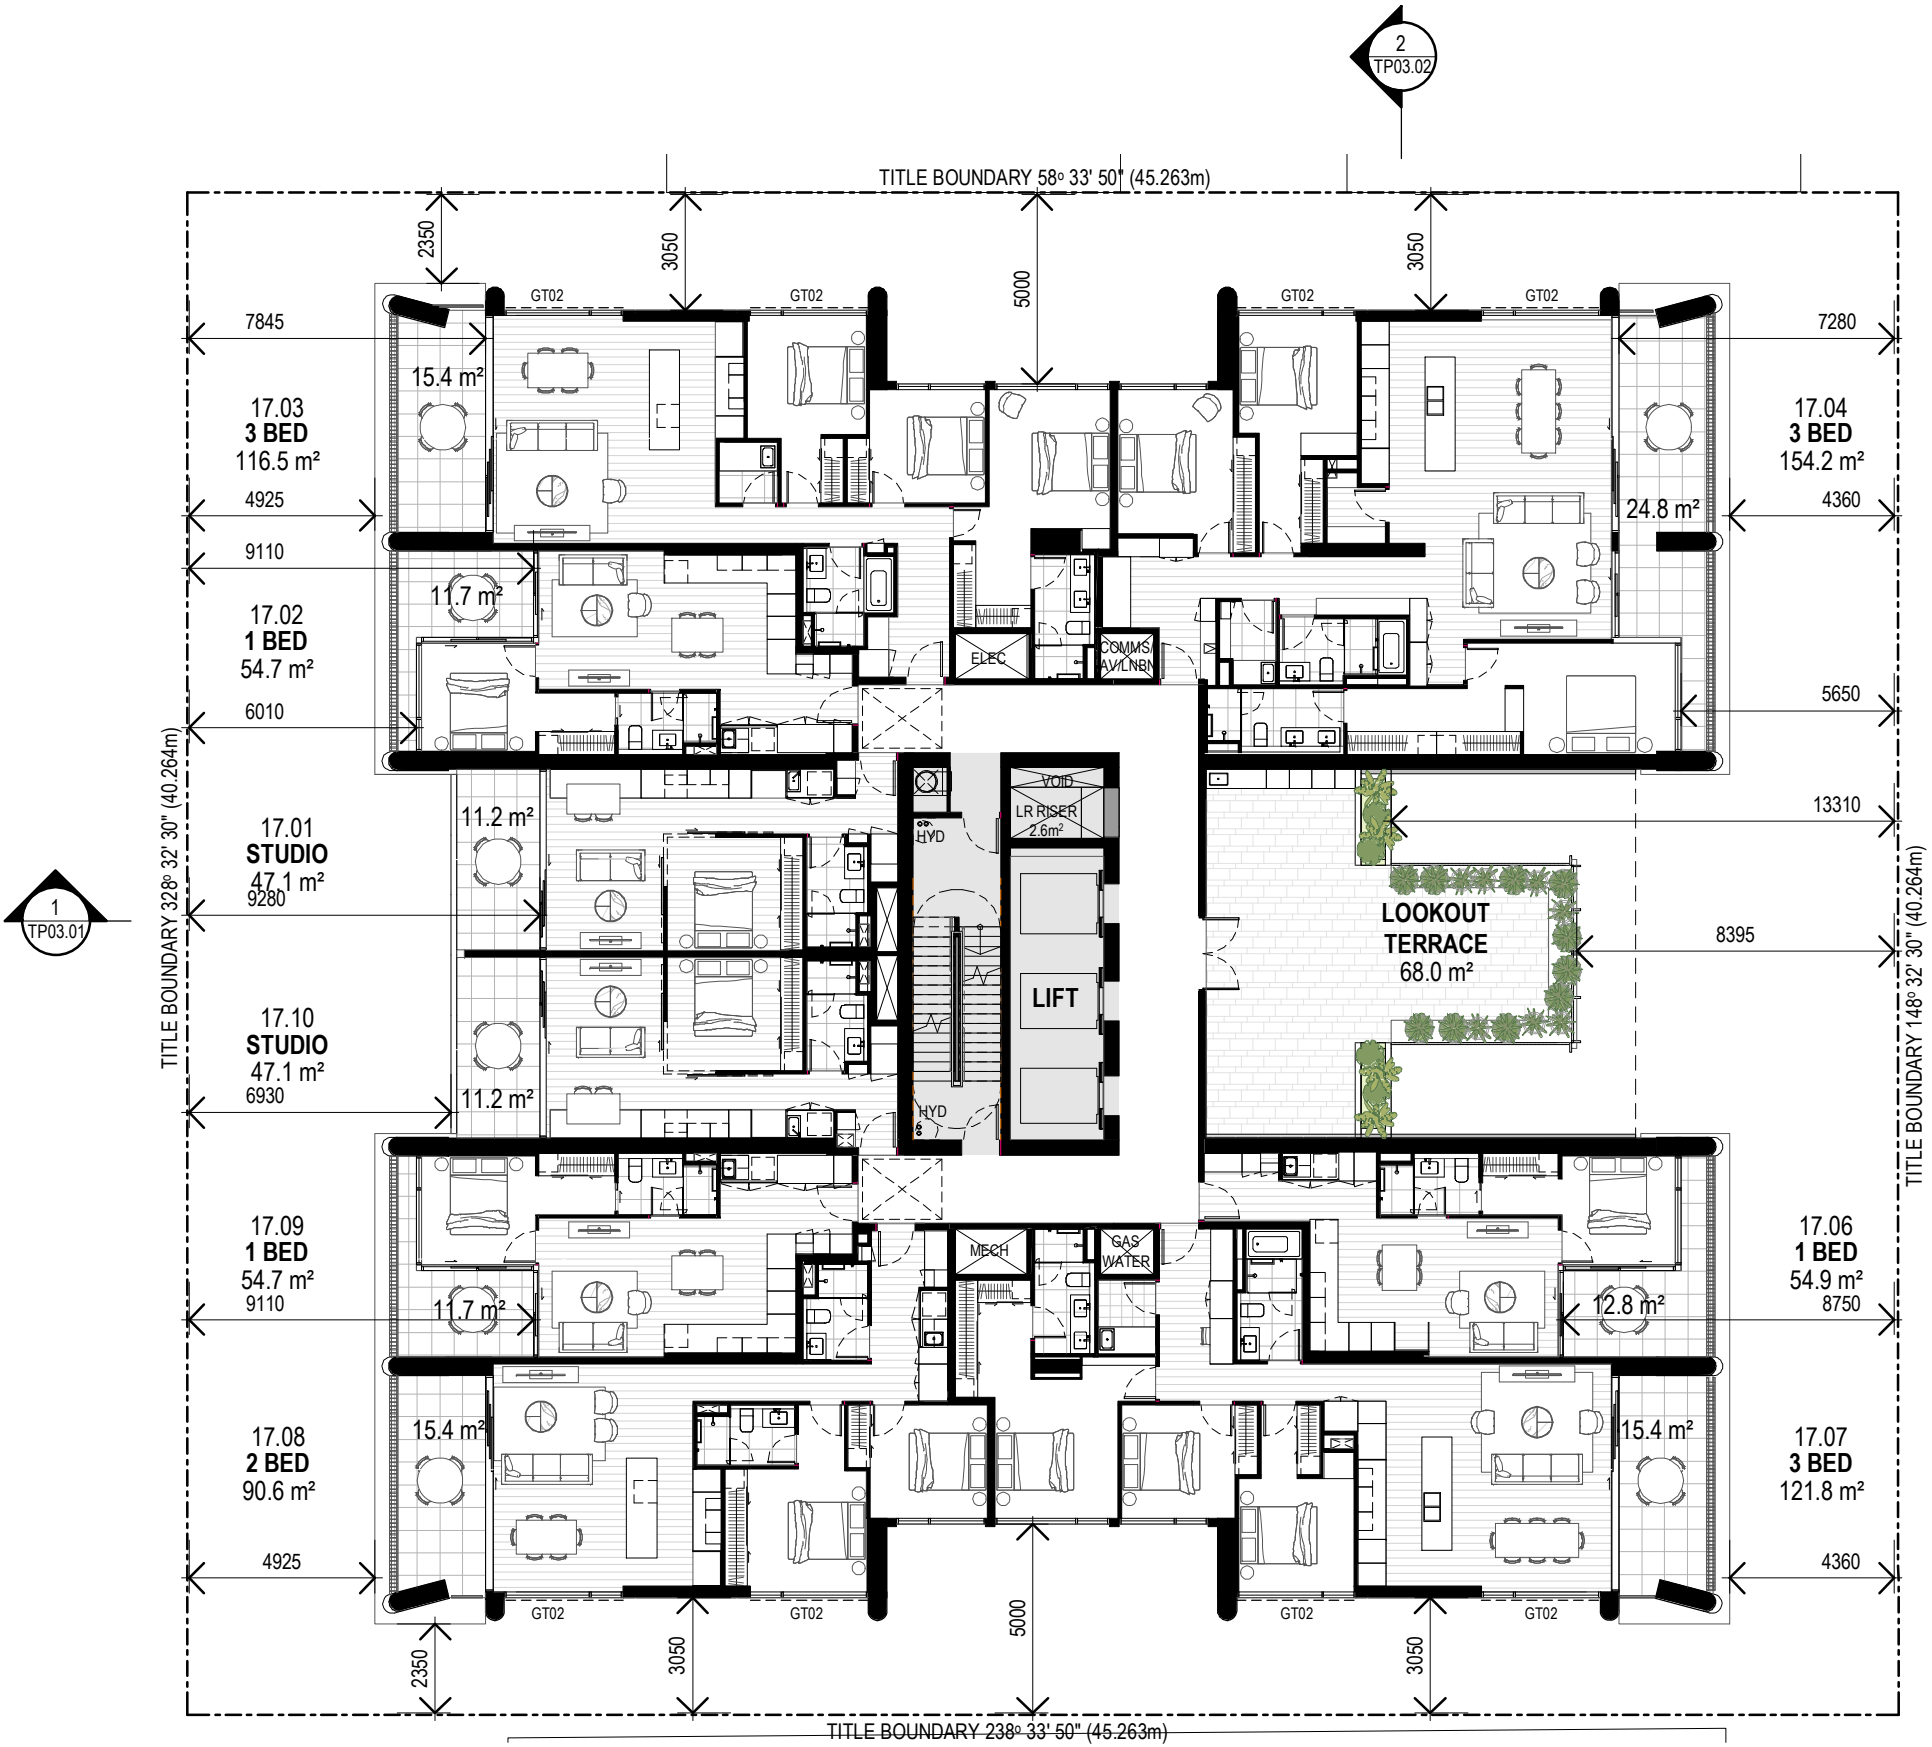 2
TP03.02
TITLE BOUNDARY 58º 33' 50" (45.263m)
2350
3050
5000
3050
GT02
GT02
GT02
GT02
7845
7280
15.4 m²
17.03
3 BED
116.5 m²
17.04
3 BED
154.2 m²
4925
24.8 m²
4360
9110
11.7 m²
17.02
1 BED
54.7 m²
ELEC
COMMS/
AV/LNBN
6010
5650
TITLE BOUNDARY 328º 32' 30" (40.264m)
VOID
LR RISER
2.6m²
HYD
13310
11.2 m²
17.01
STUDIO
47.1 m²
9280
1
TP03.01
LOOKOUT
TERRACE
68.0 m²
8395
TITLE BOUNDARY 148º 32' 30" (40.264m)
LIFT
17.10
STUDIO
47.1 m²
6930
11.2 m²
HYD
17.09
1 BED
54.7 m²
9110
11.7 m²
MECH
GAS
WATER
17.06
1 BED
54.9 m²
8750
12.8 m²
15.4 m²
17.08
2 BED
90.6 m²
15.4 m²
17.07
3 BED
121.8 m²
4925
4360
GT02
GT02
GT02
GT02
2350
3050
5000
3050
TITLE BOUNDARY 238º 33' 50" (45.263m)